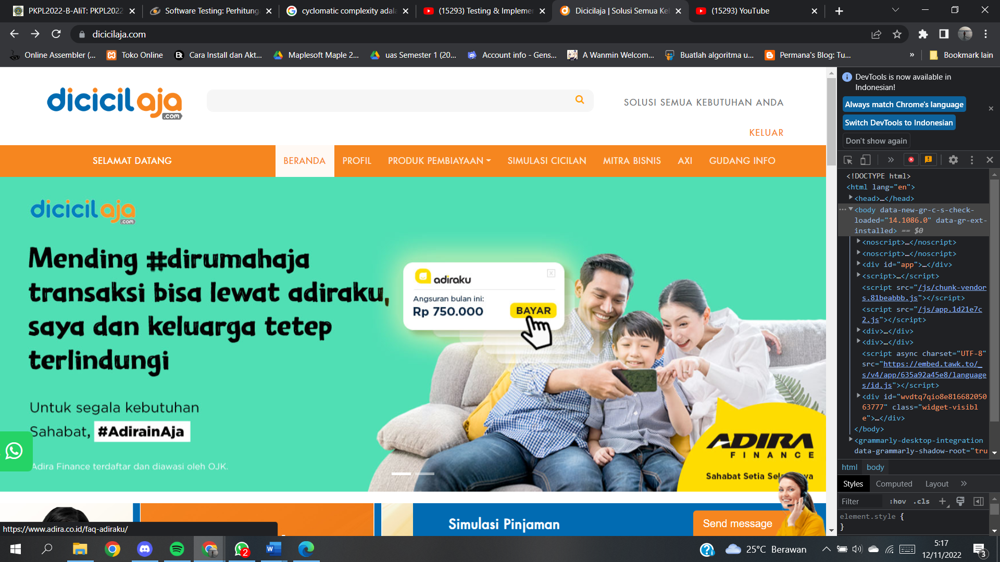 PKPL2022-B-AliT: PKPL2022
Software Testing: Perhitung
cyclomatic complexity adala
(15293) Testing & Implemen
Dicicilaja | Solusi Semua Ke
(15293) YouTube
dicicilaja.com
Online Assembler (...
Toko Online
Cara Install dan Akt...
Maplesoft Maple 2...
uas Semester 1 (20...
Account info - Gens...
A Wanmin Welcom...
Buatlah algoritma u...
Permana's Blog: Tu...
»
Bookmark lain
dicicilaja
.com
SOLUSI SEMUA KEBUTUHAN ANDA
KELUAR
SELAMAT DATANG
BERANDA
PROFIL
PRODUK PEMBIAYAAN
SIMULASI CICILAN
MITRA BISNIS
AXI
GUDANG INFO
dicicilaja
.com
Mending #dirumahaja
transaksi bisa lewat adiraku,
saya dan keluarga tetep
terlindungi
Untuk segala kebutuhan
Sahabat, #AdirainAja
Adira Finance terdaftar dan diawasi oleh OJK.
adiraku
x
Angsuran bulan ini:
Rp 750.000
BAYAR
ADIRA
FINANCE
Sahabat Setia
Simulasi Pinjaman
Send message
https://www.adira.co.id/faq-adiraku/
DevTools is now available in
Indonesian!
Always match Chrome's language
Switch DevTools to Indonesian
Don't show again
»
<!DOCTYPE html>
<html lang="en">
<head>…</head>
<body data-new-gr-c-s-check-
loaded="14.1086.0" data-gr-ext-
installed> == $0
<noscript>…</noscript>
<noscript>…</noscript>
<div id="app">…</div>
<script>…</script>
<script src="/js/chunk-vendor
s.81beabbb.js"></script>
<script src="/js/app.1d21e7c
2.js"></script>
<div>…</div>
<div>…</div>
<script async charset="UTF-8"
src="https://embed.tawk.to/_
s/v4/app/635a92a45e8/language
s/id.js"></script>
<div id="wvdtq7qio8e816682050
63777" class="widget-visibl
e">…</div>
</body>
<grammarly-desktop-integration
data-grammarly-shadow-root="tru
html
body
Styles
Computed
Layout
»
Filter
:hov
.cls
+
element.style {
}
2
25°C Berawan
5:17
12/11/2022
3